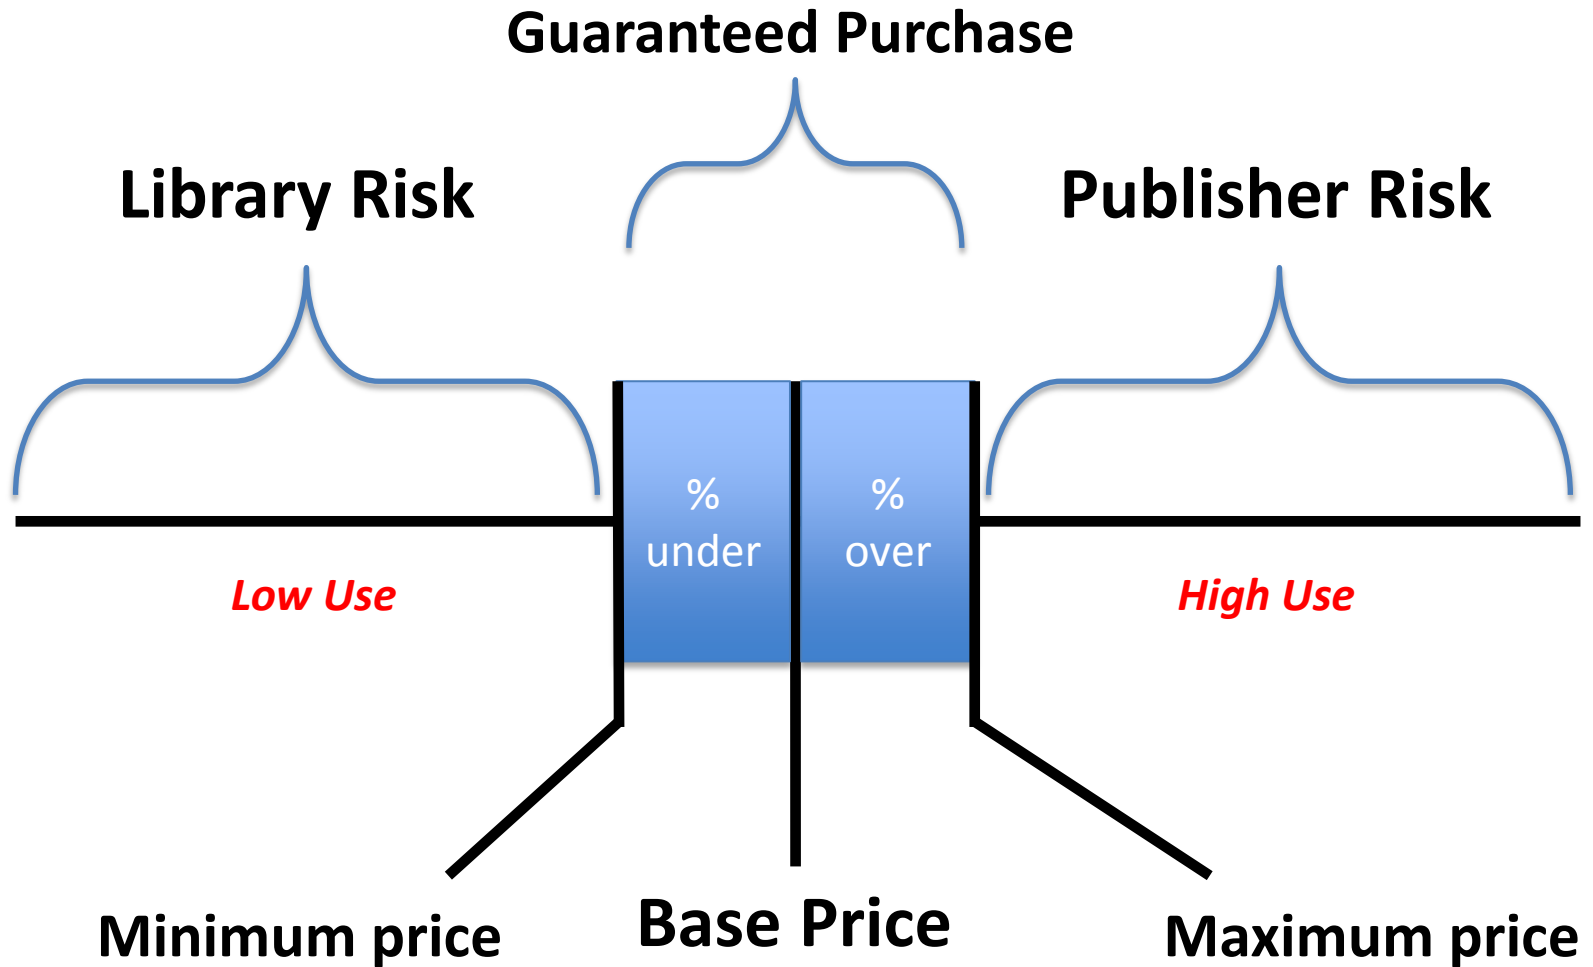 Guaranteed Purchase
Library Risk
Publisher Risk
%
under
%
over
Low Use
High Use
Minimum price
Base Price
Maximum price